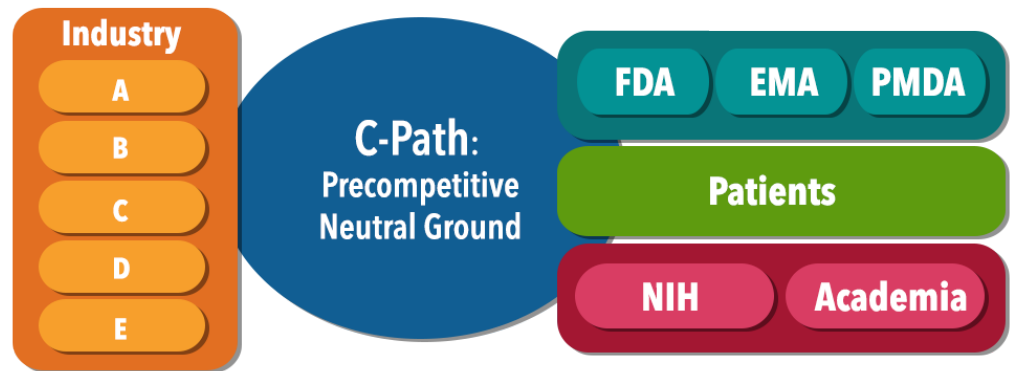 Industry
A
B
C
D
E
C-Path:
Precompetitive
Neutral Ground
FDA
EMA
PMDA
Patients
NIH
Academia